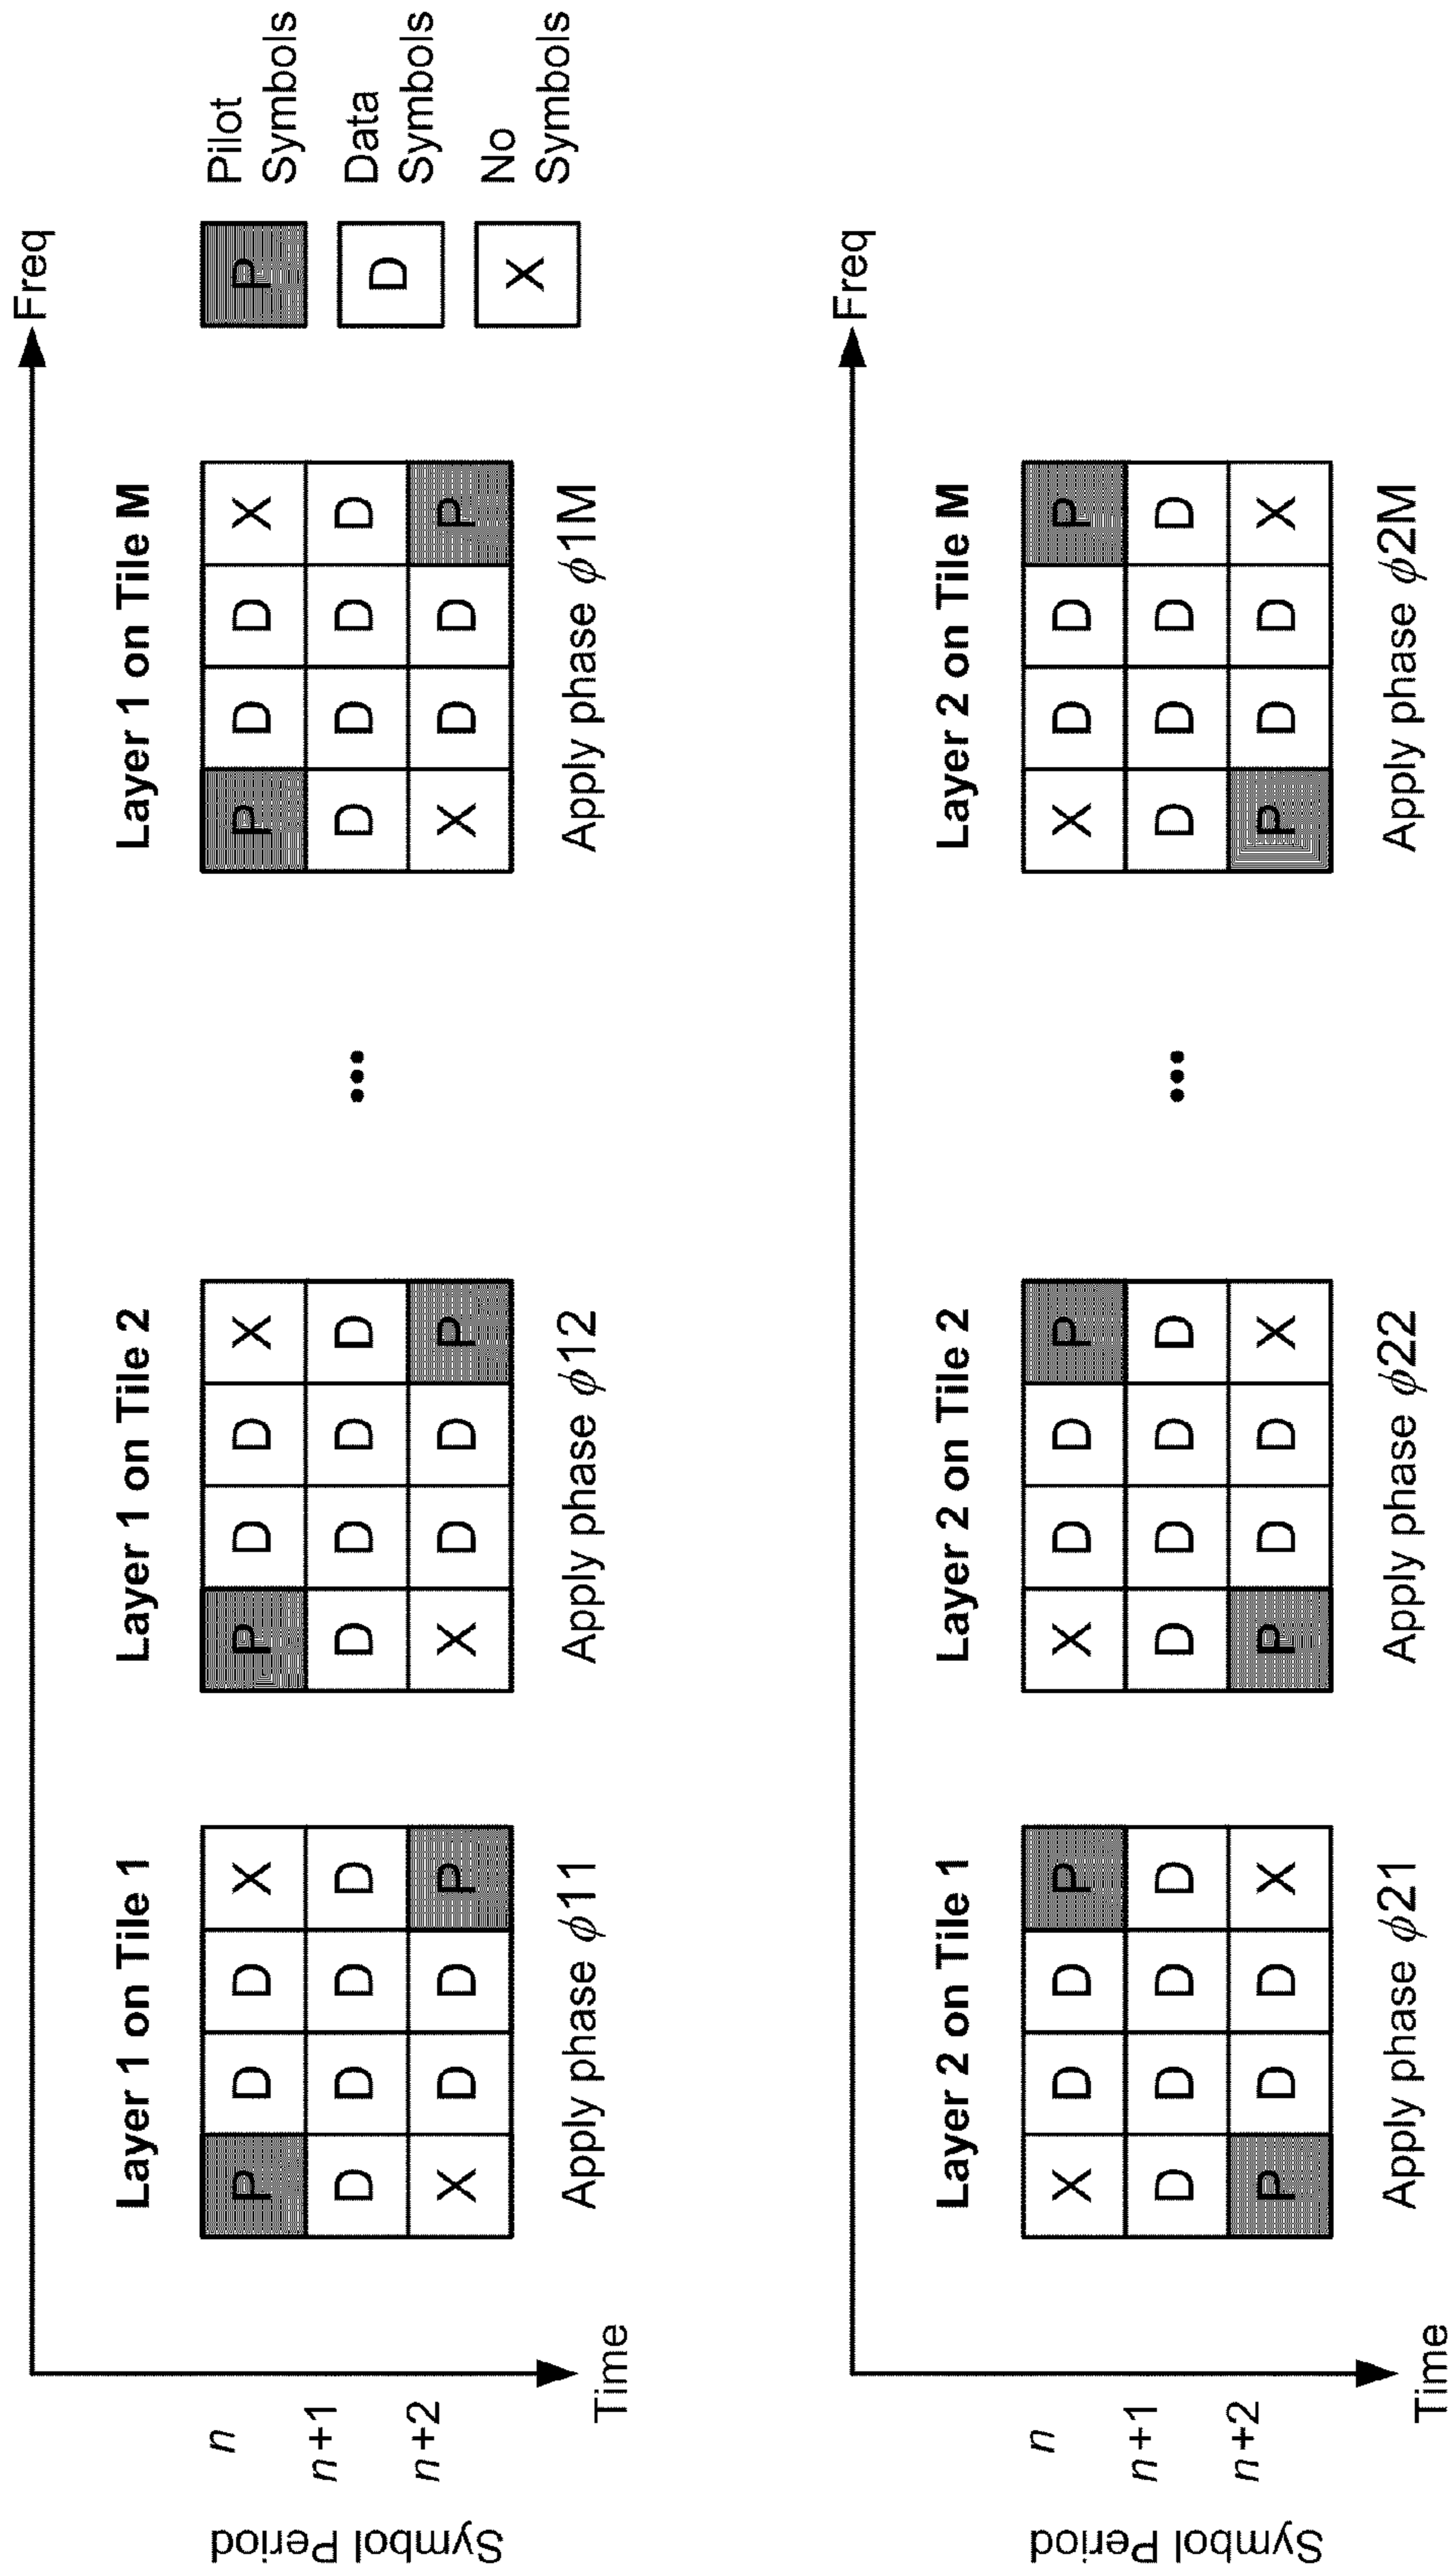 Freq
Layer 1 on Tile 1
Layer 1 on Tile 2
Layer 1 on Tile M
n
P D D X
P D D X
P D D X
n+1
D D D D
D D D D
•••
D D D D
n+2
X D D P
X D D P
X D D P
Symbol Period
Time
Apply phase ϕ11
Apply phase ϕ12
Apply phase ϕ1M
P
Pilot
Symbols
D
Data
Symbols
X
No
Symbols
Freq
Layer 2 on Tile 1
Layer 2 on Tile 2
Layer 2 on Tile M
n
X D D P
X D D P
X D D P
n+1
D D D D
D D D D
•••
D D D D
n+2
P D D X
P D D X
P D D X
Symbol Period
Time
Apply phase ϕ21
Apply phase ϕ22
Apply phase ϕ2M